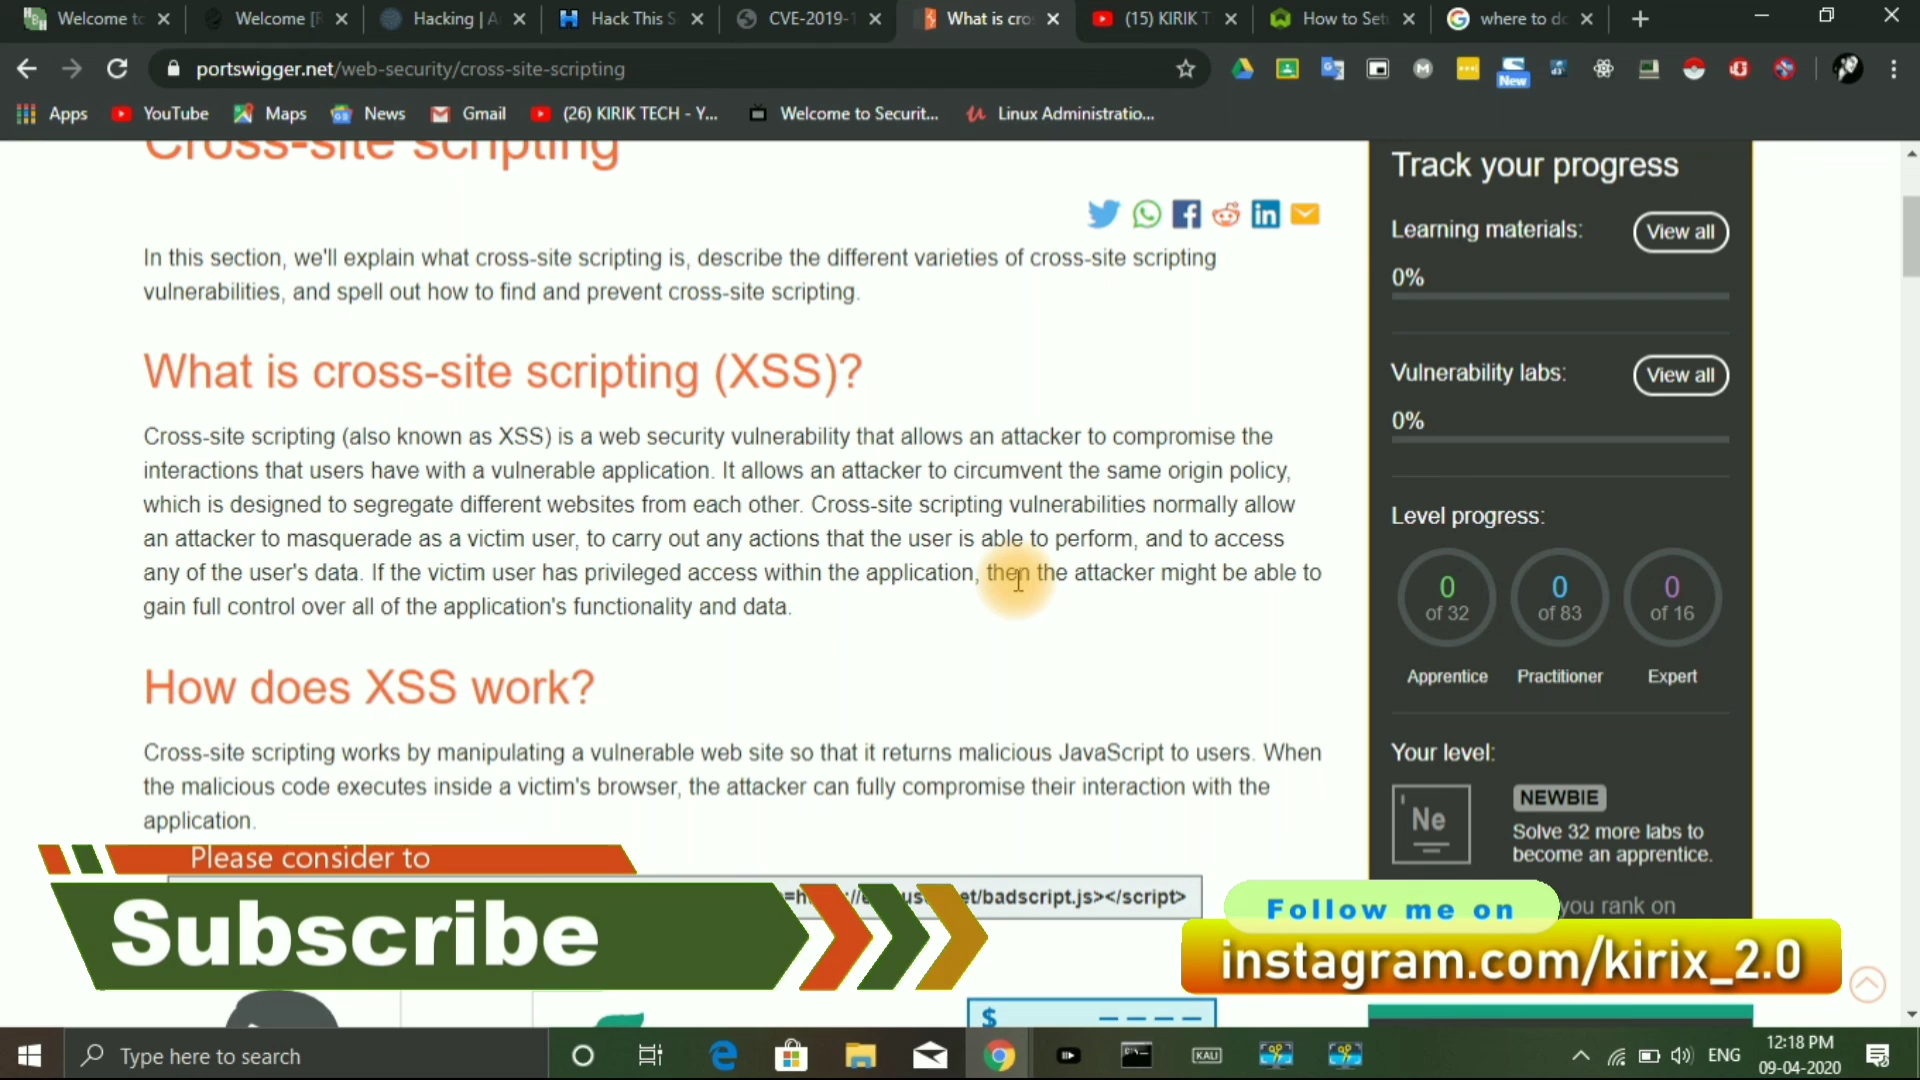 Welcome to
Welcome [R
Hacking | A
Hack This S
CVE-2019-1
What is cro
(15) KIRIK T
How to Set
where to do
portswigger.net/web-security/cross-site-scripting
New
Apps
YouTube
Maps
News
Gmail
(26) KIRIK TECH - Y...
Welcome to Securit...
Linux Administratio...
Cross-site scripting
In this section, we'll explain what cross-site scripting is, describe the different varieties of cross-site scripting
vulnerabilities, and spell out how to find and prevent cross-site scripting.
What is cross-site scripting (XSS)?
Cross-site scripting (also known as XSS) is a web security vulnerability that allows an attacker to compromise the
interactions that users have with a vulnerable application. It allows an attacker to circumvent the same origin policy,
which is designed to segregate different websites from each other. Cross-site scripting vulnerabilities normally allow
an attacker to masquerade as a victim user, to carry out any actions that the user is able to perform, and to access
any of the user's data. If the victim user has privileged access within the application, then the attacker might be able to
gain full control over all of the application's functionality and data.
How does XSS work?
Cross-site scripting works by manipulating a vulnerable web site so that it returns malicious JavaScript to users. When
the malicious code executes inside a victim's browser, the attacker can fully compromise their interaction with the
application.
et/badscript.js></script>
$
Track your progress
Learning materials:
View all
0%
Vulnerability labs:
View all
0%
Level progress:
0
of 32
0
of 83
0
of 16
Apprentice
Practitioner
Expert
Your level:
Ne
NEWBIE
Solve 32 more labs to
become an apprentice.
you rank on
Please consider to
Subscribe
Follow me on
instagram.com/kirix_2.0
Type here to search
KALI
ENG
12:18 PM
09-04-2020